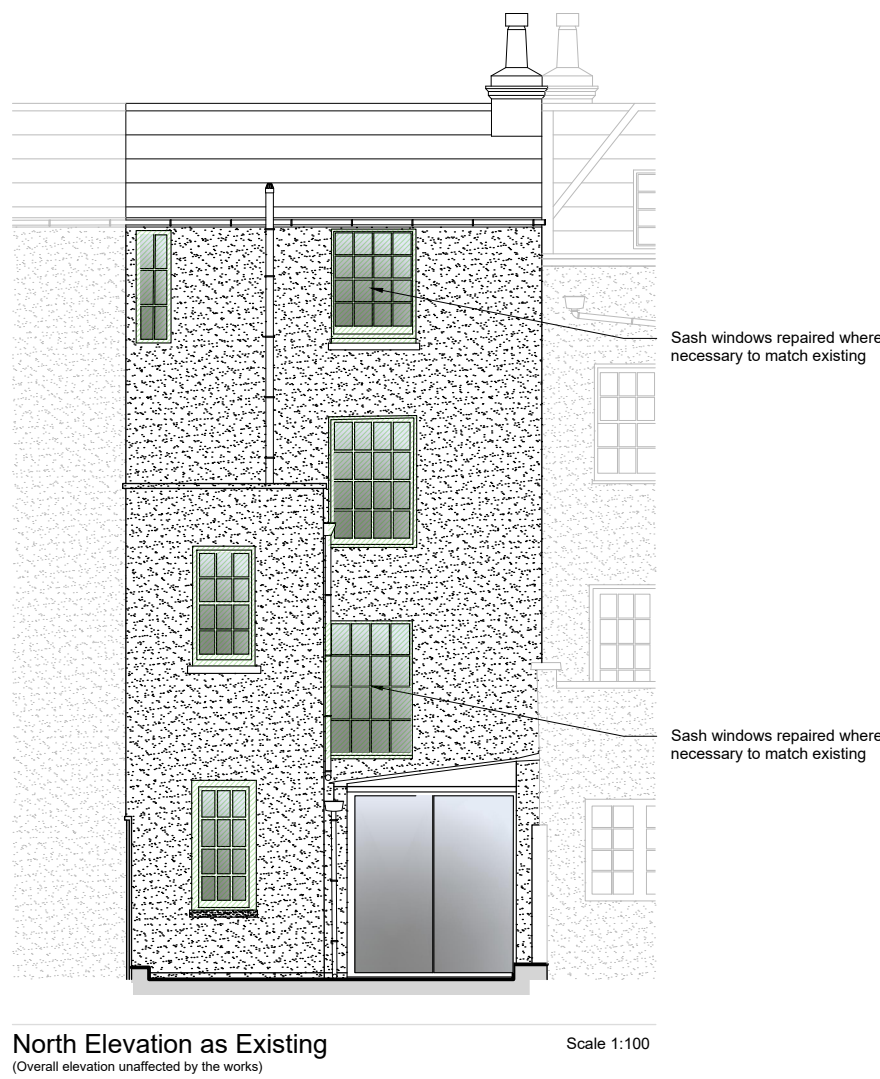 Sash windows repaired where
necessary to match existing
Sash windows repaired where
necessary to match existing
North Elevation as Existing
Scale 1:100
(Overall elevation unaffected by the works)